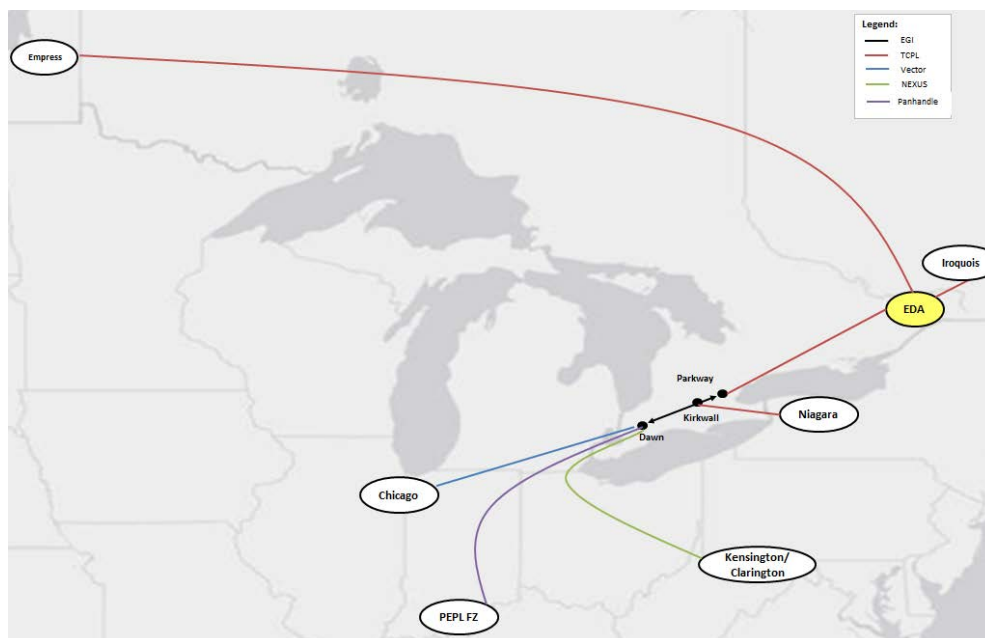 Legend:
EGI
TCPL
Vector
NEXUS
Panhandle
Empress
Iroquois
EDA
Parkway
Kirkwall
Niagara
Dawn
Chicago
Kensington/
Clarington
PEPL FZ